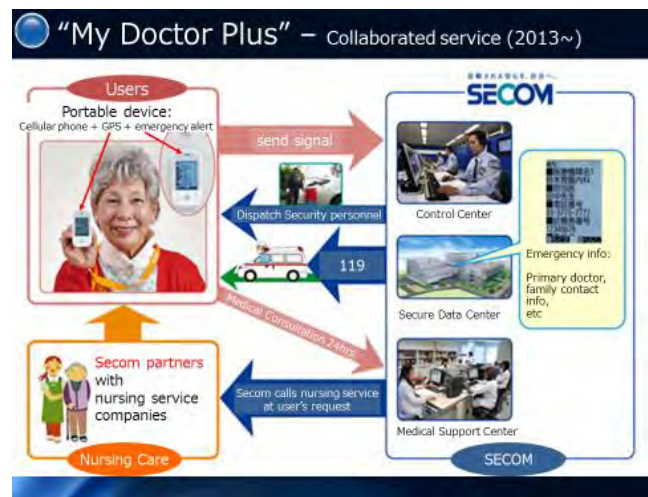 “My Doctor Plus” – Collaborated service (2013~)
Users
Portable device:
Cellular phone + GPS + emergency alert
send signal
Dispatch Security personnel
119
Medical Consultation 24hrs
Secom partners
with
nursing service
companies
Nursing Care
Secom calls nursing service
at user's request
SECOM
Control Center
Secure Data Center
Emergency info:
Primary doctor,
family contact
info,
etc
Medical Support Center
SECOM